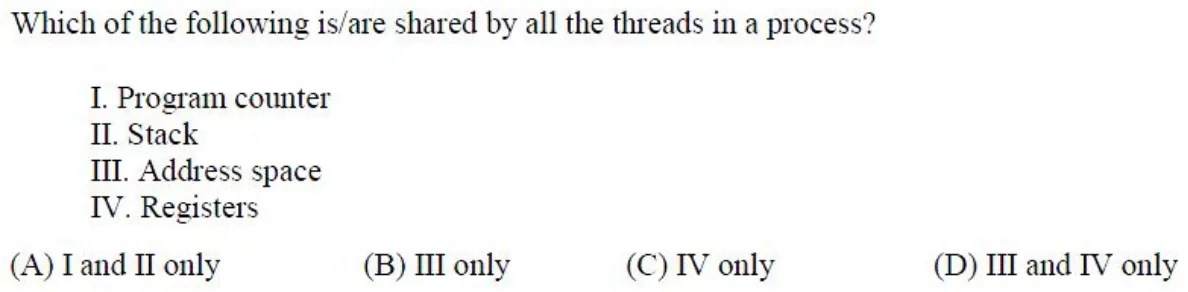 Which of the following is/are shared by all the threads in a process?
I. Program counter
II. Stack
III. Address space
IV. Registers
(A) I and II only (B) III only (C) IV only (D) III and IV only